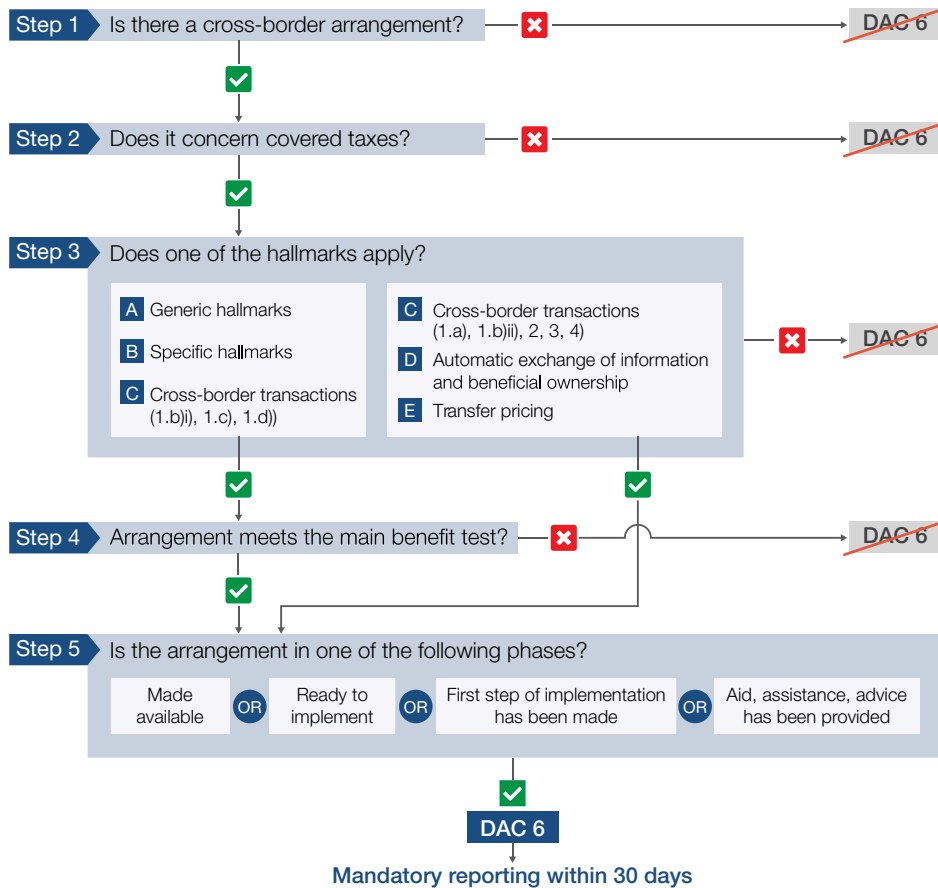 Step 1
Is there a cross-border arrangement?
DAC 6
Step 2
Does it concern covered taxes?
DAC 6
Step 3
Does one of the hallmarks apply?
A Generic hallmarks
B Specific hallmarks
C Cross-border transactions
(1.b)i), 1.c), 1.d))
C Cross-border transactions
(1.a), 1.b)ii), 2, 3, 4)
D Automatic exchange of information
and beneficial ownership
E Transfer pricing
DAC 6
Step 4
Arrangement meets the main benefit test?
DAC 6
Step 5
Is the arrangement in one of the following phases?
Made
available
OR
Ready to
implement
OR
First step of implementation
has been made
OR
Aid, assistance, advice
has been provided
DAC 6
Mandatory reporting within 30 days